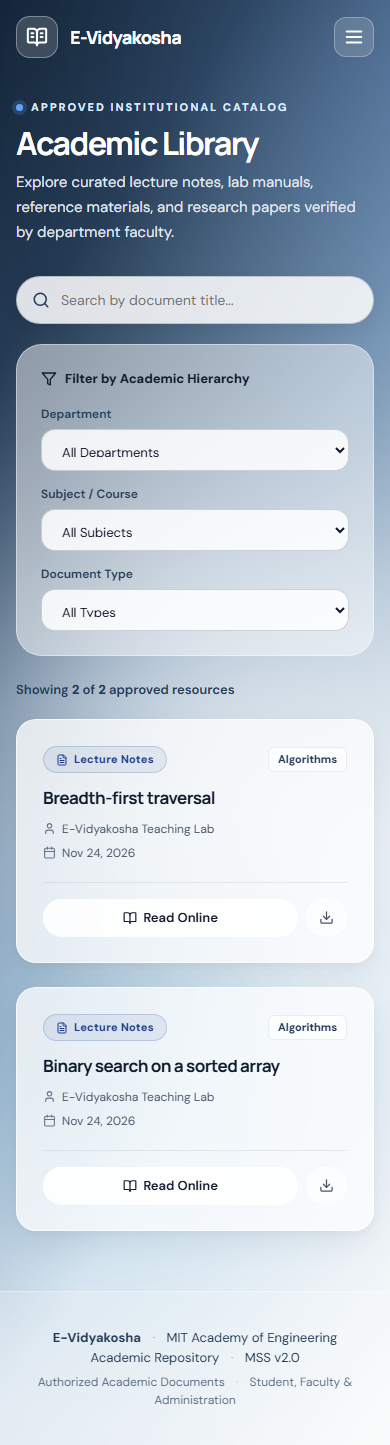 E-Vidyakosha
APPROVED INSTITUTIONAL CATALOG
Academic Library
Explore curated lecture notes, lab manuals,
reference materials, and research papers verified
by department faculty.
Search by document title...
Filter by Academic Hierarchy
Department
All Departments
Subject / Course
All Subjects
Document Type
All Types
Showing 2 of 2 approved resources
Lecture Notes
Algorithms
Breadth-first traversal
E-Vidyakosha Teaching Lab
Nov 24, 2026
Read Online
Lecture Notes
Algorithms
Binary search on a sorted array
E-Vidyakosha Teaching Lab
Nov 24, 2026
Read Online
E-Vidyakosha · MIT Academy of Engineering
Academic Repository · MSS v2.0
Authorized Academic Documents · Student, Faculty &
Administration